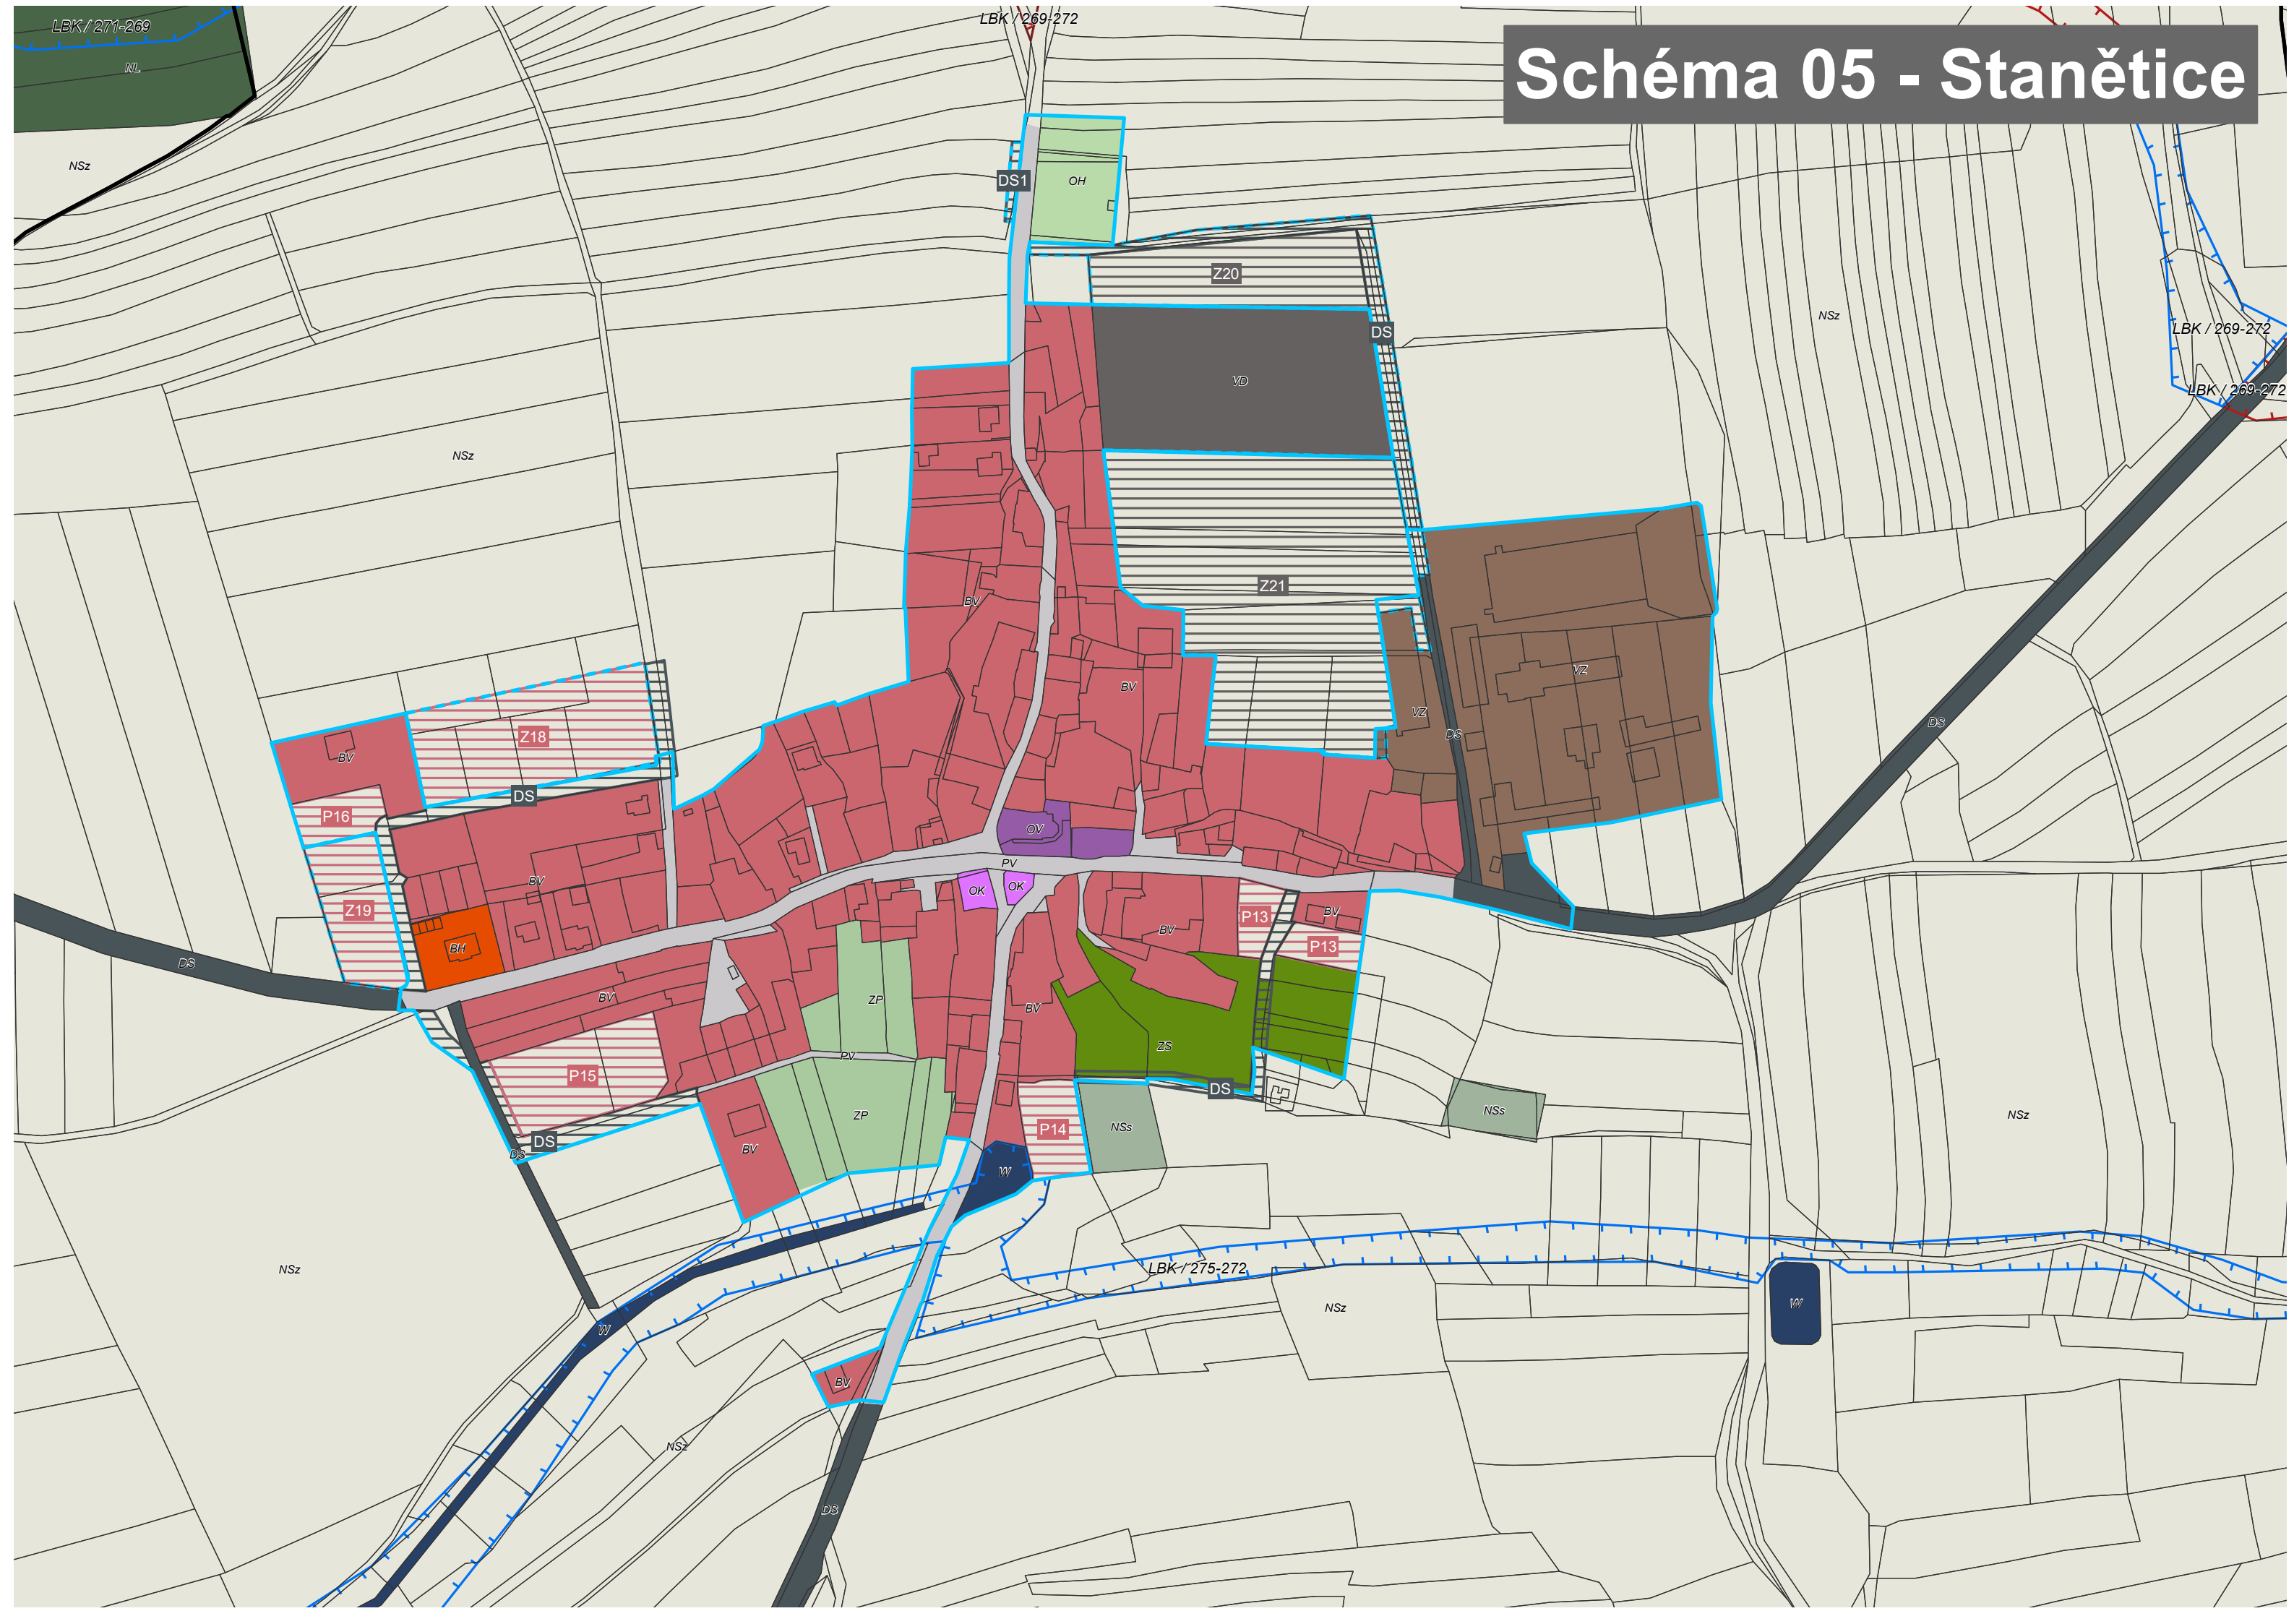 LBK / 271-269
LBK / 269-272
Schéma 05 - Stanětice
NL
NSz
DS1
OH
Z20
NSz
LBK / 269-272
DS
VD
LBK / 269-272
NSz
Z21
BV
VZ
BV
VZ
DS
DS
Z18
BV
DS
P16
OV
PV
BV
OK
OK
Z19
P13
BV
BH
BV
P13
DS
BV
ZP
BV
ZS
PV
P15
DS
ZP
NSs
NSz
P14
NSs
DS
BV
DS
W
LBK / 275-272
NSz
W
NSz
W
BV
NSz
DS